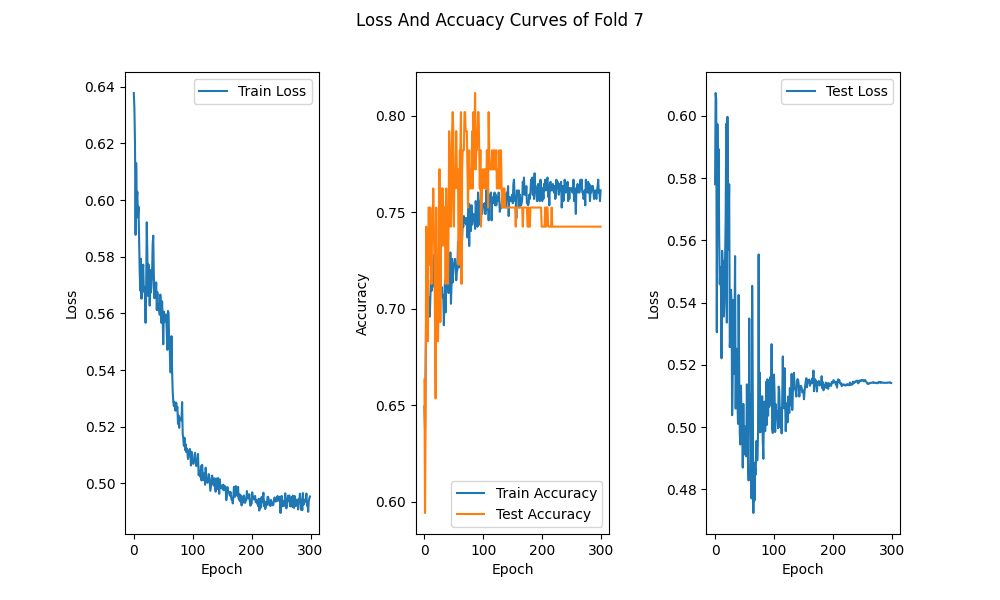 Loss And Accuacy Curves of Fold 7
Train Loss
0.64
0.62
0.60
0.58
0.56
0.54
0.52
0.50
Loss
0
100
200
300
Epoch
0.80
0.75
0.70
0.65
0.60
Accuracy
Train Accuracy
Test Accuracy
0
100
200
300
Epoch
Test Loss
0.60
0.58
0.56
0.54
0.52
0.50
0.48
Loss
0
100
200
300
Epoch